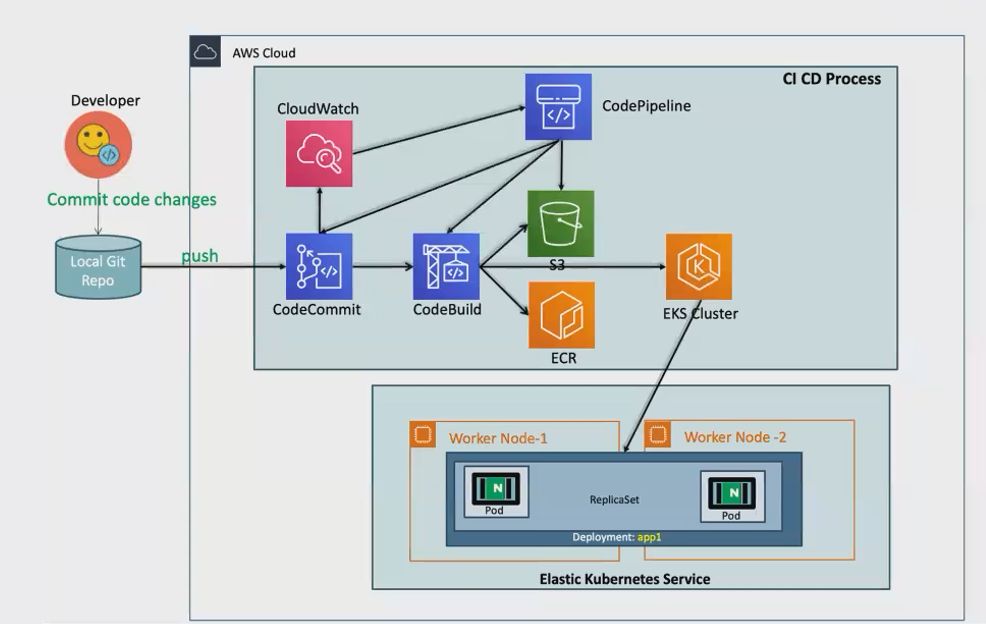 AWS Cloud
CI CD Process
Developer
CloudWatch
CodePipeline
Commit code changes
Local Git
Repo
push
CodeCommit
CodeBuild
S3
ECR
EKS Cluster
K
Worker Node-1
Worker Node -2
N
Pod
ReplicaSet
N
Pod
Deployment: app1
Elastic Kubernetes Service